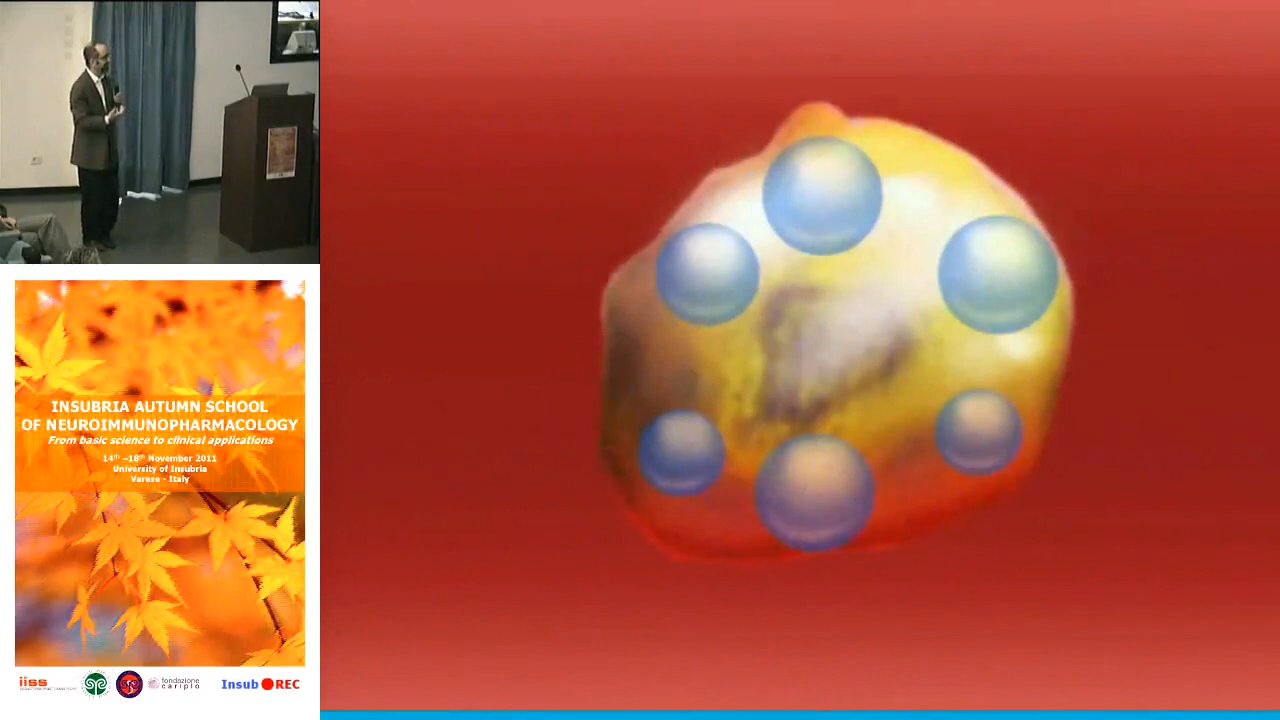 INSUBRIA AUTUMN SCHOOL
OF NEUROIMMUNOPHARMACOLOGY
From basic science to clinical applications
14th –18th November 2011
University of Insubria
Varese - Italy
iiss
fondazione
cariplo
Insub REC